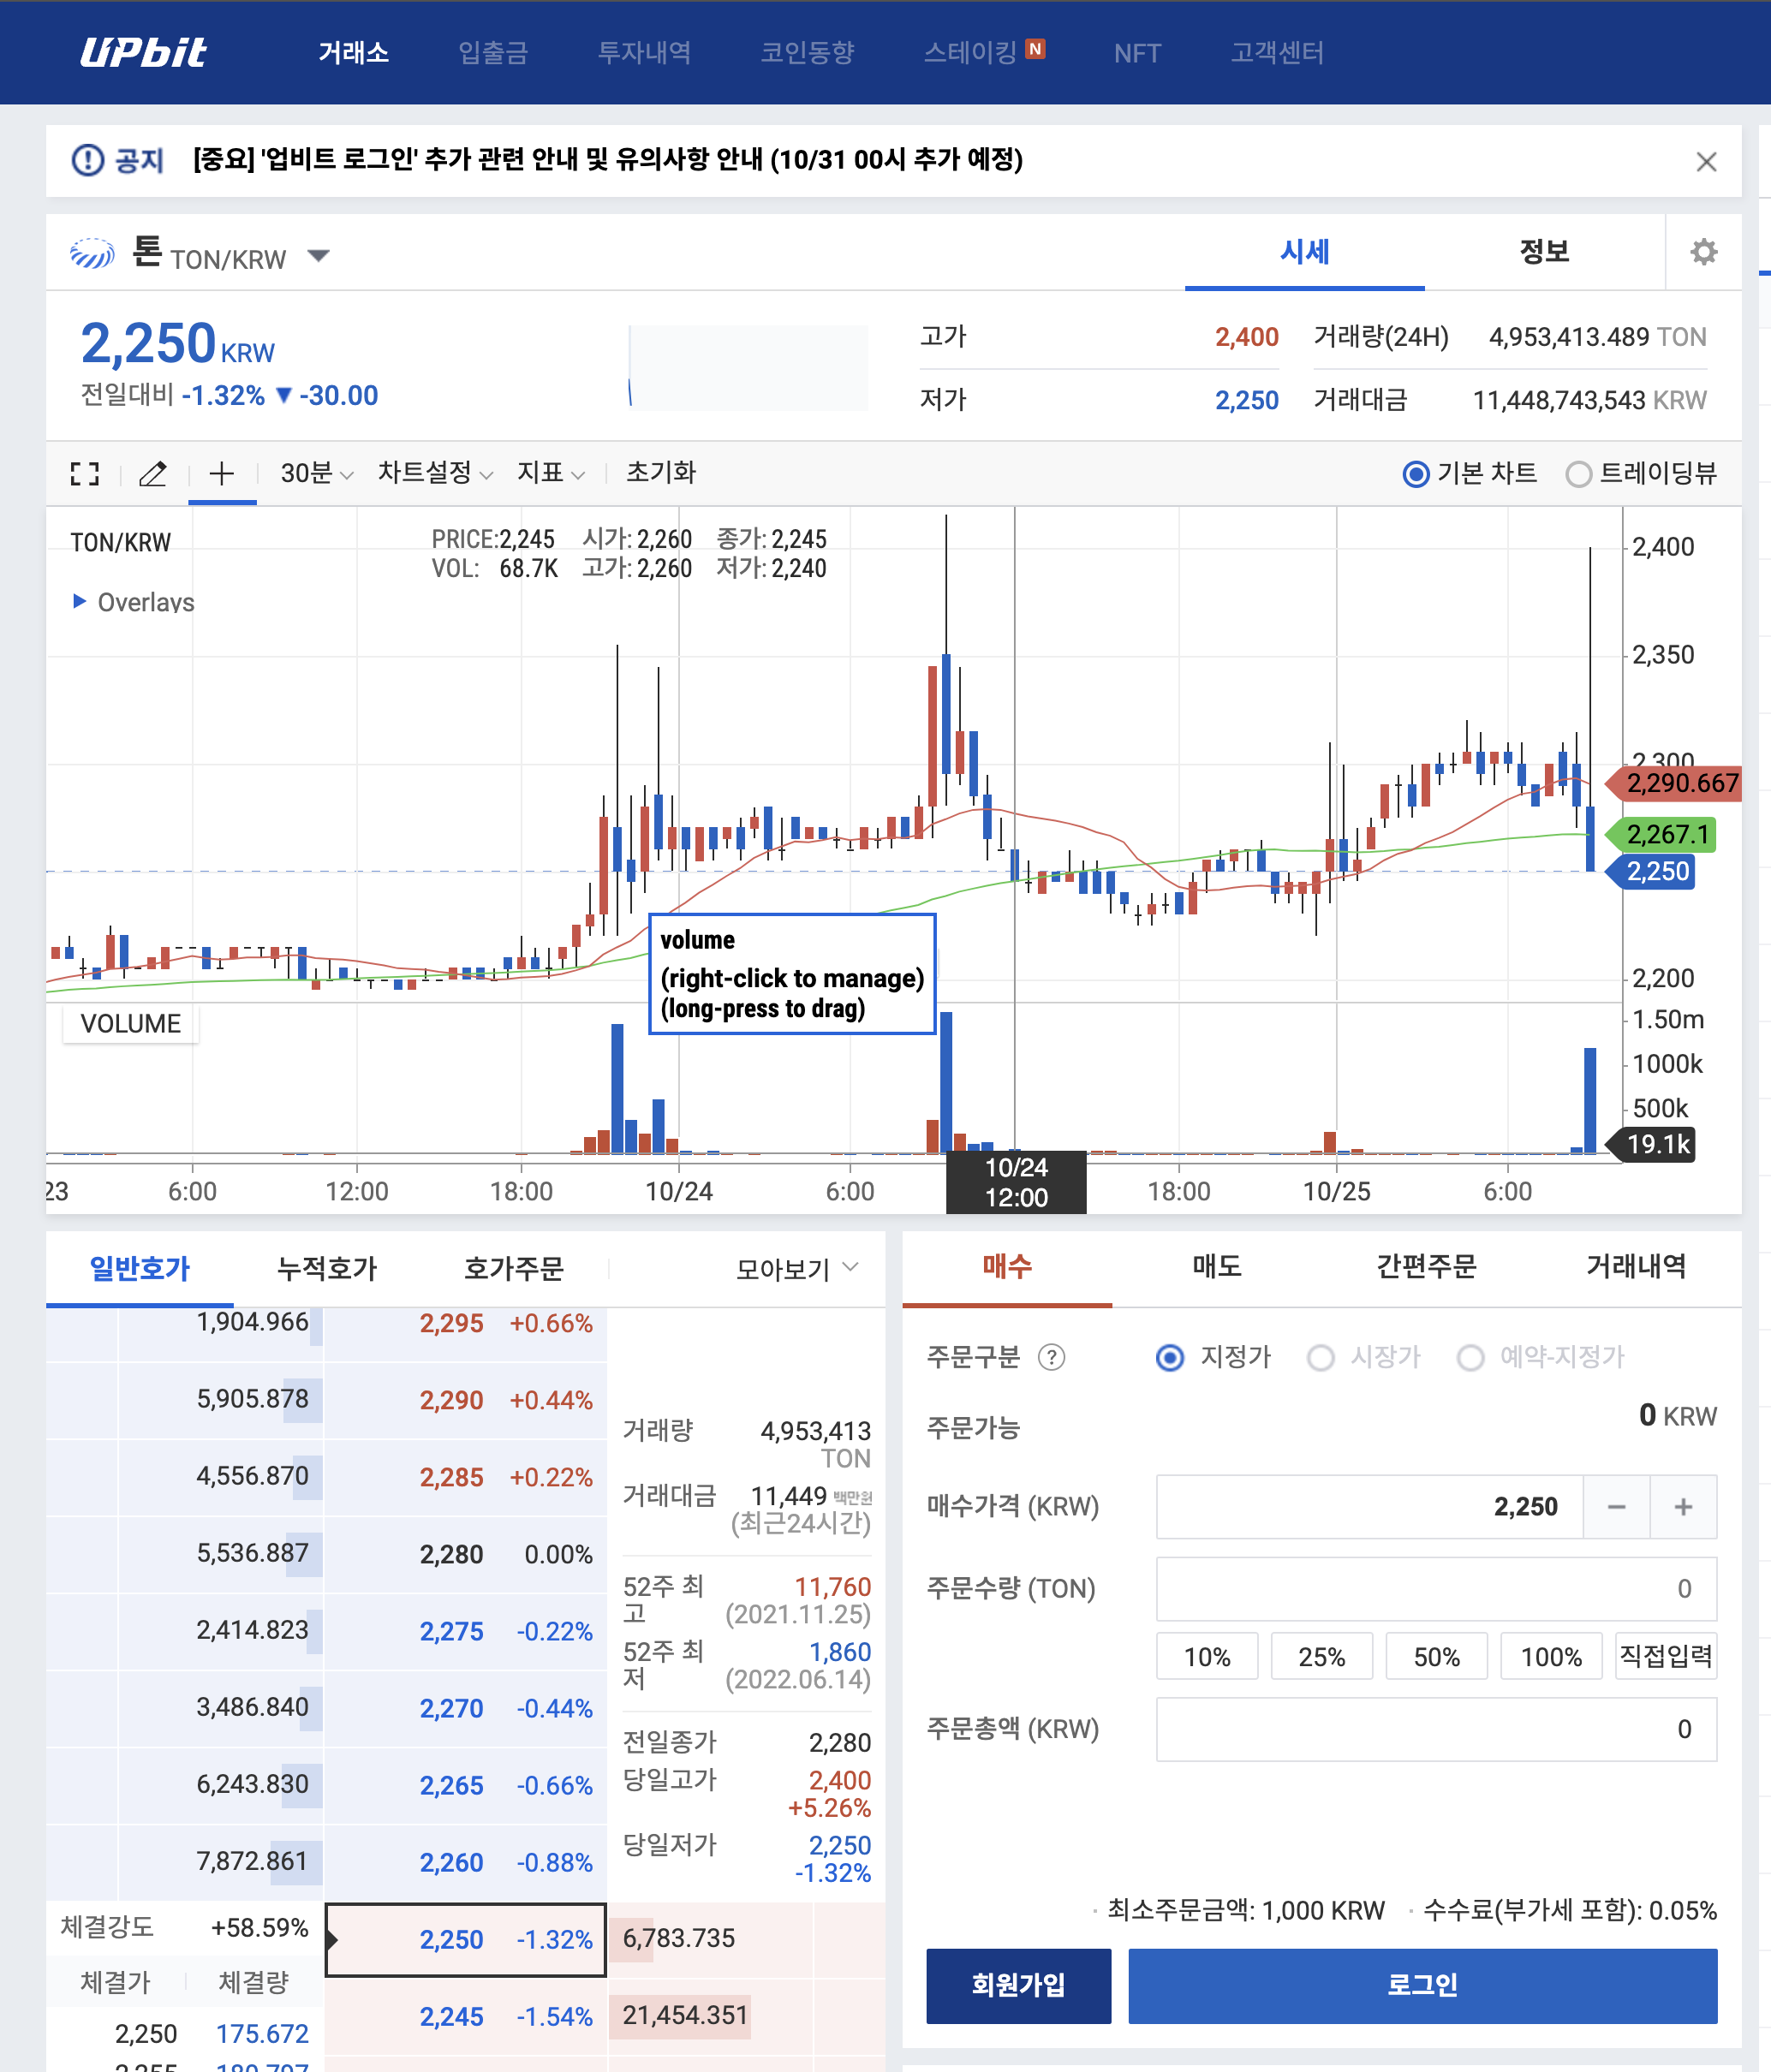 UPbit
거래소 입출금 투자내역 코인동향 스테이킹 N NFT 고객센터
공지 [중요] '업비트 로그인' 추가 관련 안내 및 유의사항 안내 (10/31 00시 추가 예정)
톤 TON/KRW
시세 정보
2,250 KRW
전일대비 -1.32% ▼ -30.00
고가 2,400 거래량(24H) 4,953,413.489 TON
저가 2,250 거래대금 11,448,743,543 KRW
30분 차트설정 지표 초기화
기본 차트 트레이딩뷰
TON/KRW
PRICE:2,245 시가: 2,260 종가: 2,245
VOL: 68.7K 고가: 2,260 저가: 2,240
Overlays
2,400
2,350
2,300
2,290.667
2,267.1
2,250
2,200
volume
(right-click to manage)
(long-press to drag)
VOLUME
1.50m
1000k
500k
19.1k
23 6:00 12:00 18:00 10/24 6:00 10/24 12:00 18:00 10/25 6:00
일반호가 누적호가 호가주문 모아보기
1,904.966 2,295 +0.66%
5,905.878 2,290 +0.44%
4,556.870 2,285 +0.22%
5,536.887 2,280 0.00%
2,414.823 2,275 -0.22%
3,486.840 2,270 -0.44%
6,243.830 2,265 -0.66%
7,872.861 2,260 -0.88%
거래량 4,953,413
TON
거래대금 11,449 백만원
(최근24시간)
52주 최고 11,760
(2021.11.25)
52주 최저 1,860
(2022.06.14)
전일종가 2,280
당일고가 2,400
+5.26%
당일저가 2,250
-1.32%
체결강도 +58.59%
2,250 -1.32% 6,783.735
체결가 체결량
2,245 -1.54% 21,454.351
2,250 175.672
2,255 180.797
매수 매도 간편주문 거래내역
주문구분 ? 지정가 시장가 예약-지정가
주문가능 0 KRW
매수가격 (KRW) 2,250 − +
주문수량 (TON) 0
10% 25% 50% 100% 직접입력
주문총액 (KRW) 0
· 최소주문금액: 1,000 KRW · 수수료(부가세 포함): 0.05%
회원가입 로그인